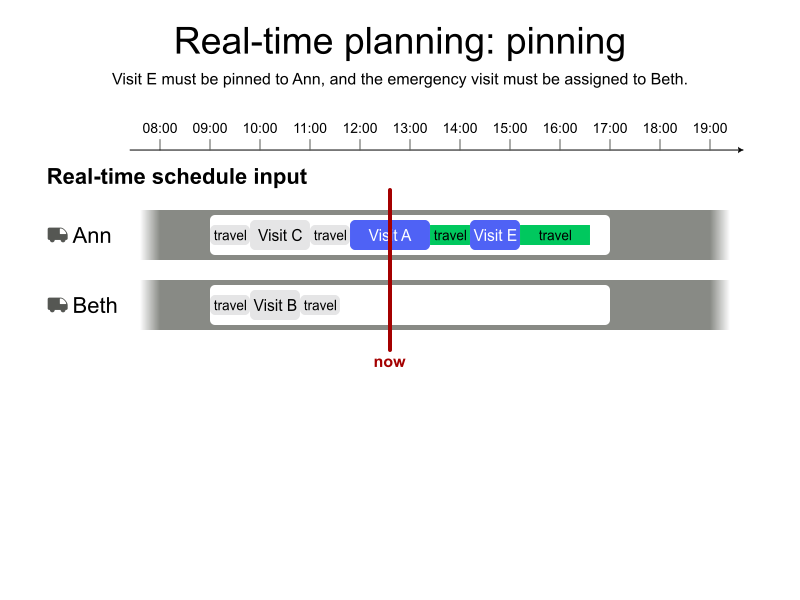 Real-time planning: pinning
Visit E must be pinned to Ann, and the emergency visit must be assigned to Beth.
08:00 09:00 10:00 11:00 12:00 13:00 14:00 15:00 16:00 17:00 18:00 19:00
Real-time schedule input
Ann travel Visit C travel Visit A travel Visit E travel
Beth travel Visit B travel
now